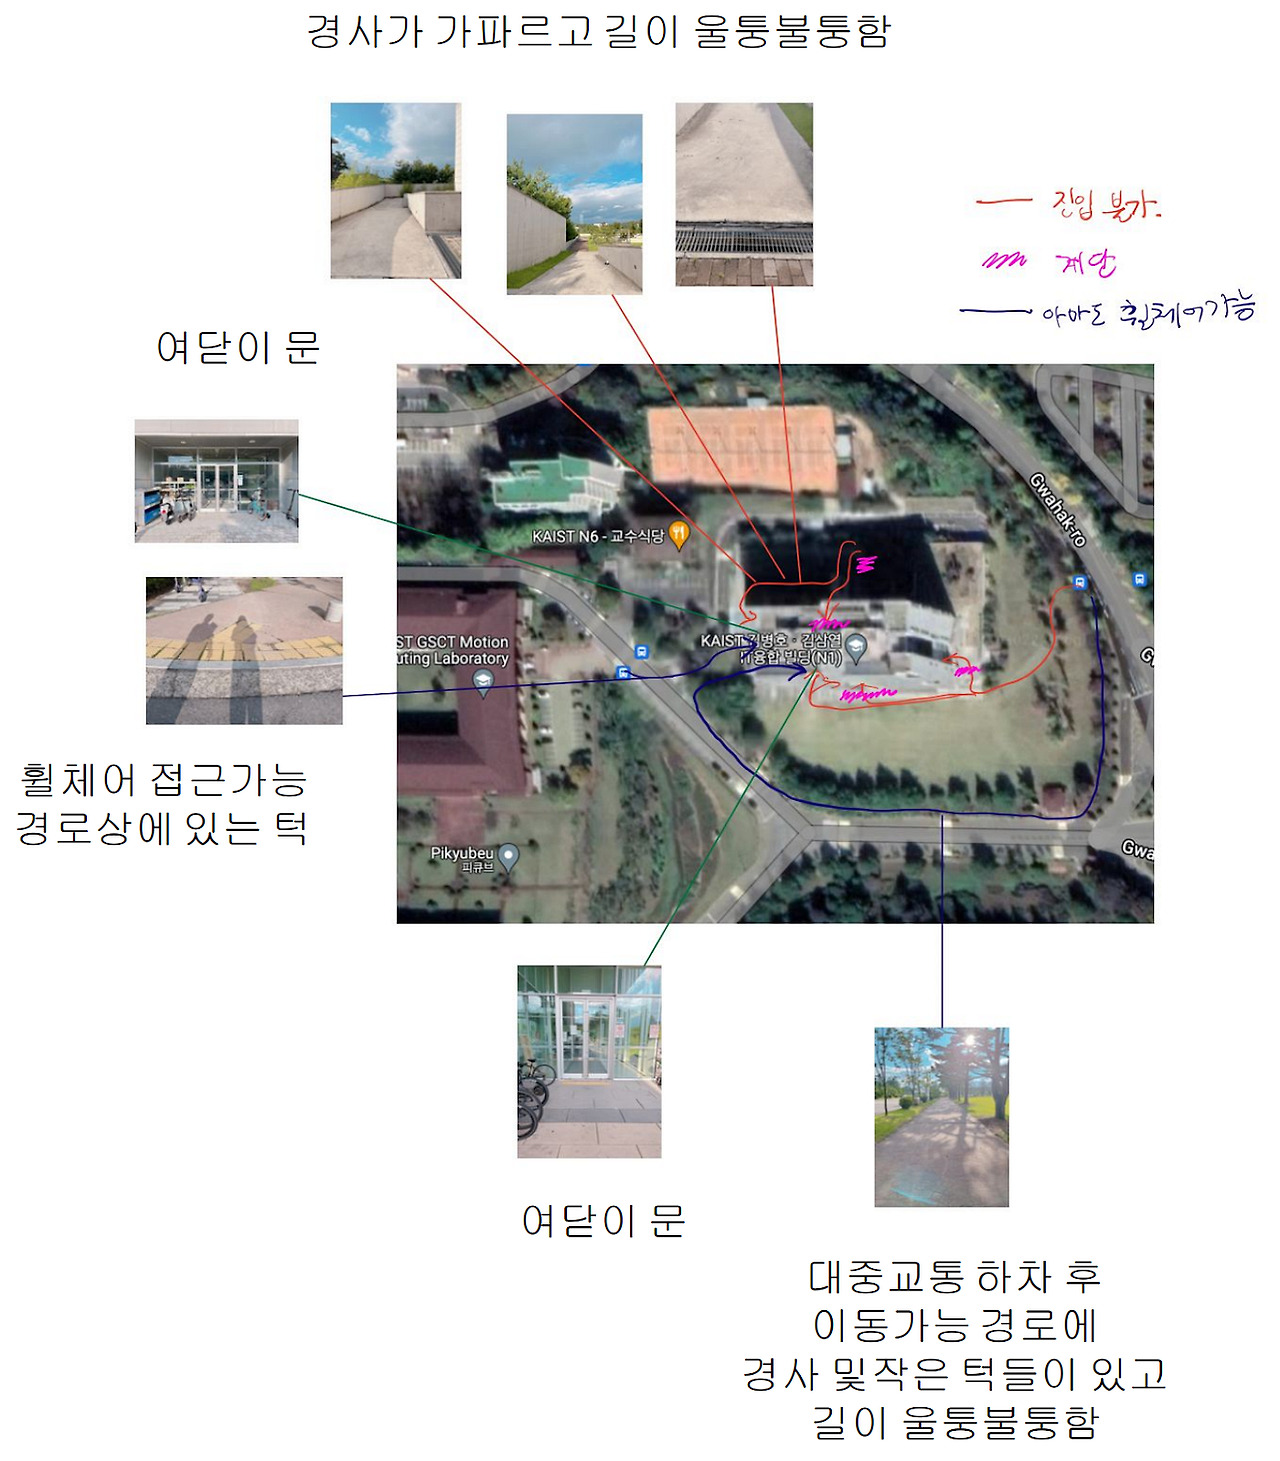 경사가 가파르고 길이 울퉁불퉁함
진입 불가.
계단
아마도 휠체어가능
여닫이 문
Gwahak-ro
KAIST N6 - 교수식당
ST GSCT Motion
uting Laboratory
KAIST 김병호 · 김삼열
IT융합 빌딩(N1)
G
휠체어 접근가능
경로상에 있는 턱
Pikyubeu
피큐브
Gwa
여닫이 문
대중교통 하차 후
이동가능 경로에
경사 및작은 턱들이 있고
길이 울퉁불퉁함